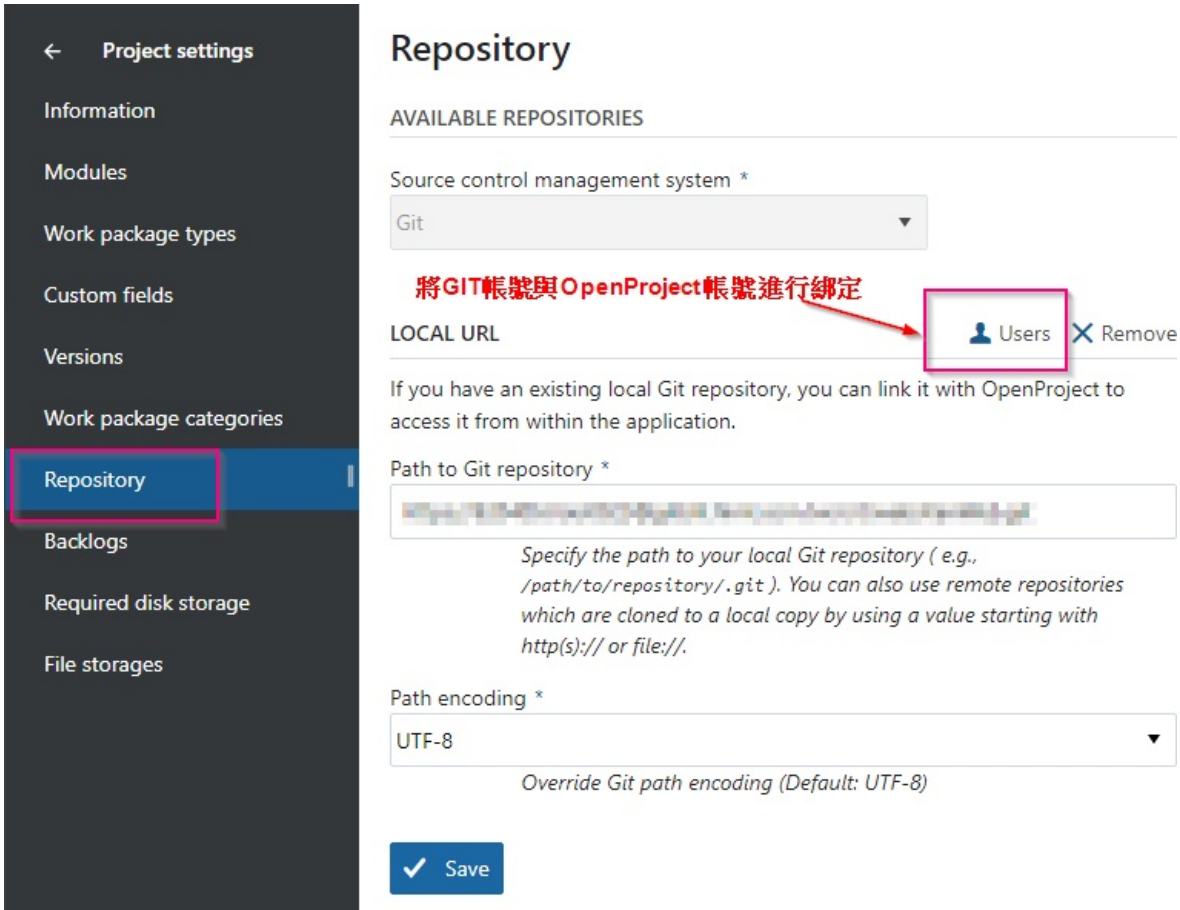 Project settings
Information
Modules
Work package types
Custom fields
Versions
Work package categories
Repository
Backlogs
Required disk storage
File storages
Repository
AVAILABLE REPOSITORIES
Source control management system *
Git
將GIT帳號與OpenProject帳號進行綁定
LOCAL URL
Users
Remove
If you have an existing local Git repository, you can link it with OpenProject to
access it from within the application.
Path to Git repository *
Specify the path to your local Git repository ( e.g.,
/path/to/repository/.git ). You can also use remote repositories
which are cloned to a local copy by using a value starting with
http(s):// or file://.
Path encoding *
UTF-8
Override Git path encoding (Default: UTF-8)
Save